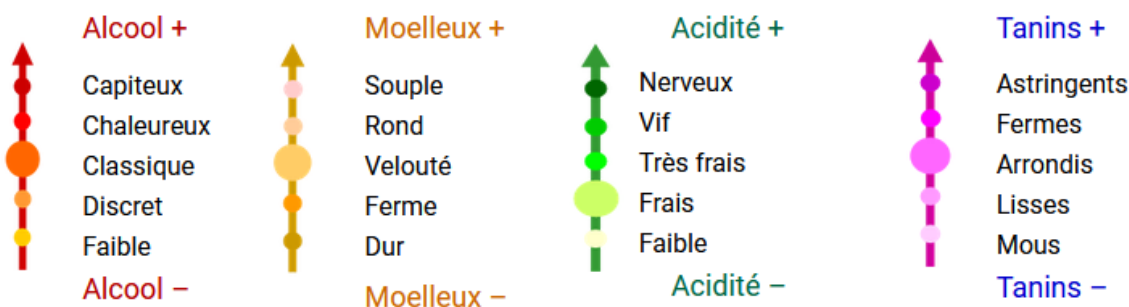 Alcool +
Capiteux
Chaleureux
Classique
Discret
Faible
Alcool –
Moelleux +
Souple
Rond
Velouté
Ferme
Dur
Moelleux –
Acidité +
Nerveux
Vif
Très frais
Frais
Faible
Acidité –
Tanins +
Astringents
Fermes
Arrondis
Lisses
Mous
Tanins –